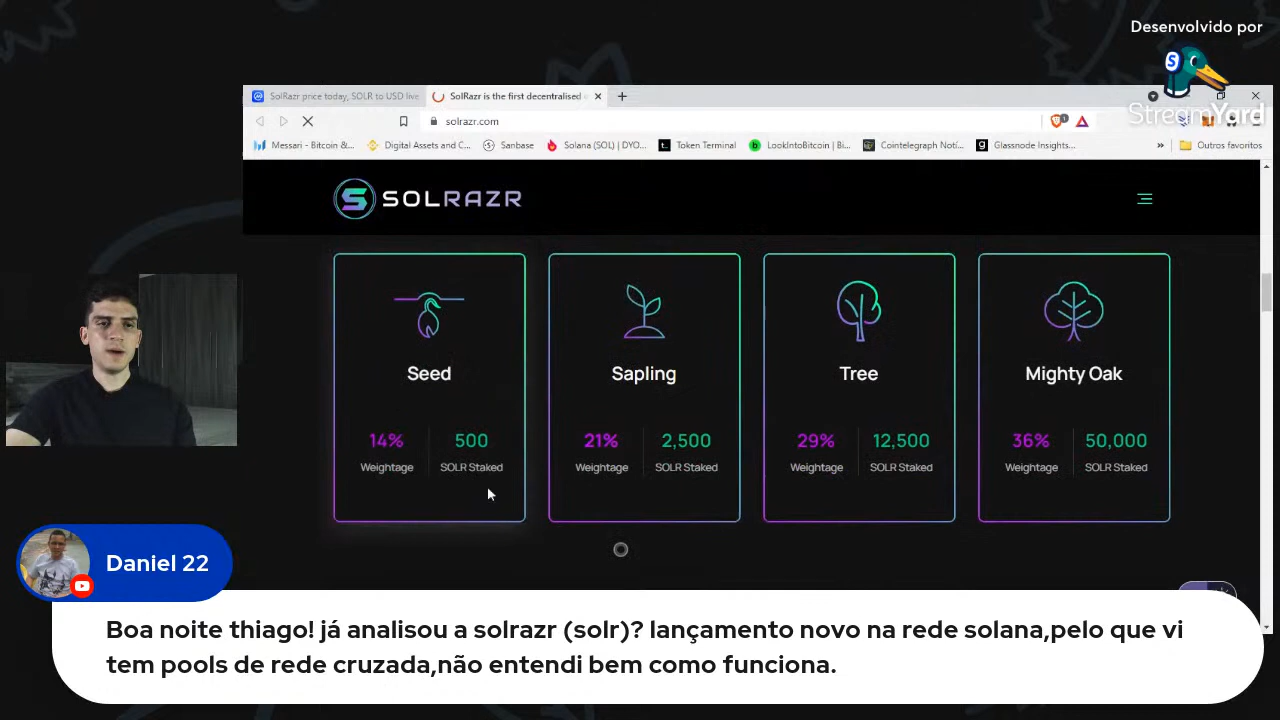 Desenvolvido por
StreamYard
SolRazr price today, SOLR to USD live
SolRazr is the first decentralised
solrazr.com
Messari - Bitcoin &...
Digital Assets and C...
Sanbase
Solana (SOL) | DYO...
Token Terminal
LookIntoBitcoin | Bi...
Cointelegraph Notí...
Glassnode Insights...
»
Outros favoritos
SOLRAZR
Seed
Sapling
Tree
Mighty Oak
14%
500
21%
2,500
29%
12,500
36%
50,000
Weightage
SOLR Staked
Weightage
SOLR Staked
Weightage
SOLR Staked
Weightage
SOLR Staked
Daniel 22
Boa noite thiago! já analisou a solrazr (solr)? lançamento novo na rede solana,pelo que vi
tem pools de rede cruzada,não entendi bem como funciona.